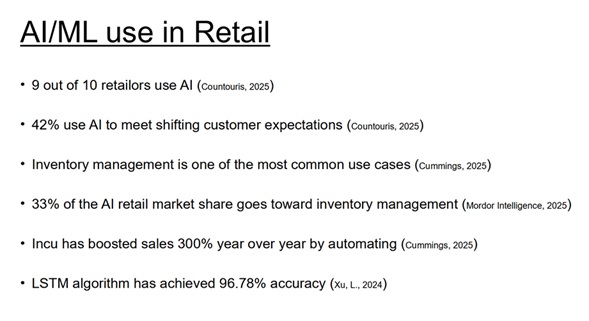 AI/ML use in Retail
• 9 out of 10 retailors use AI (Countouris, 2025)
• 42% use AI to meet shifting customer expectations (Countouris, 2025)
• Inventory management is one of the most common use cases (Cummings, 2025)
• 33% of the AI retail market share goes toward inventory management (Mordor Intelligence, 2025)
• Incu has boosted sales 300% year over year by automating (Cummings, 2025)
• LSTM algorithm has achieved 96.78% accuracy (Xu, L., 2024)